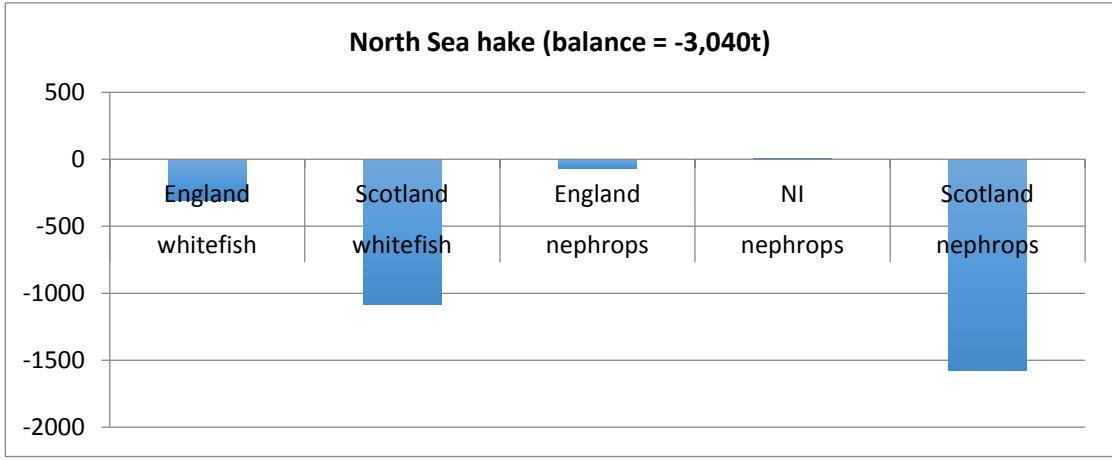 North Sea hake (balance = -3,040t)
500
0
England Scotland England NI Scotland
-500
whitefish whitefish nephrops nephrops nephrops
-1000
-1500
-2000